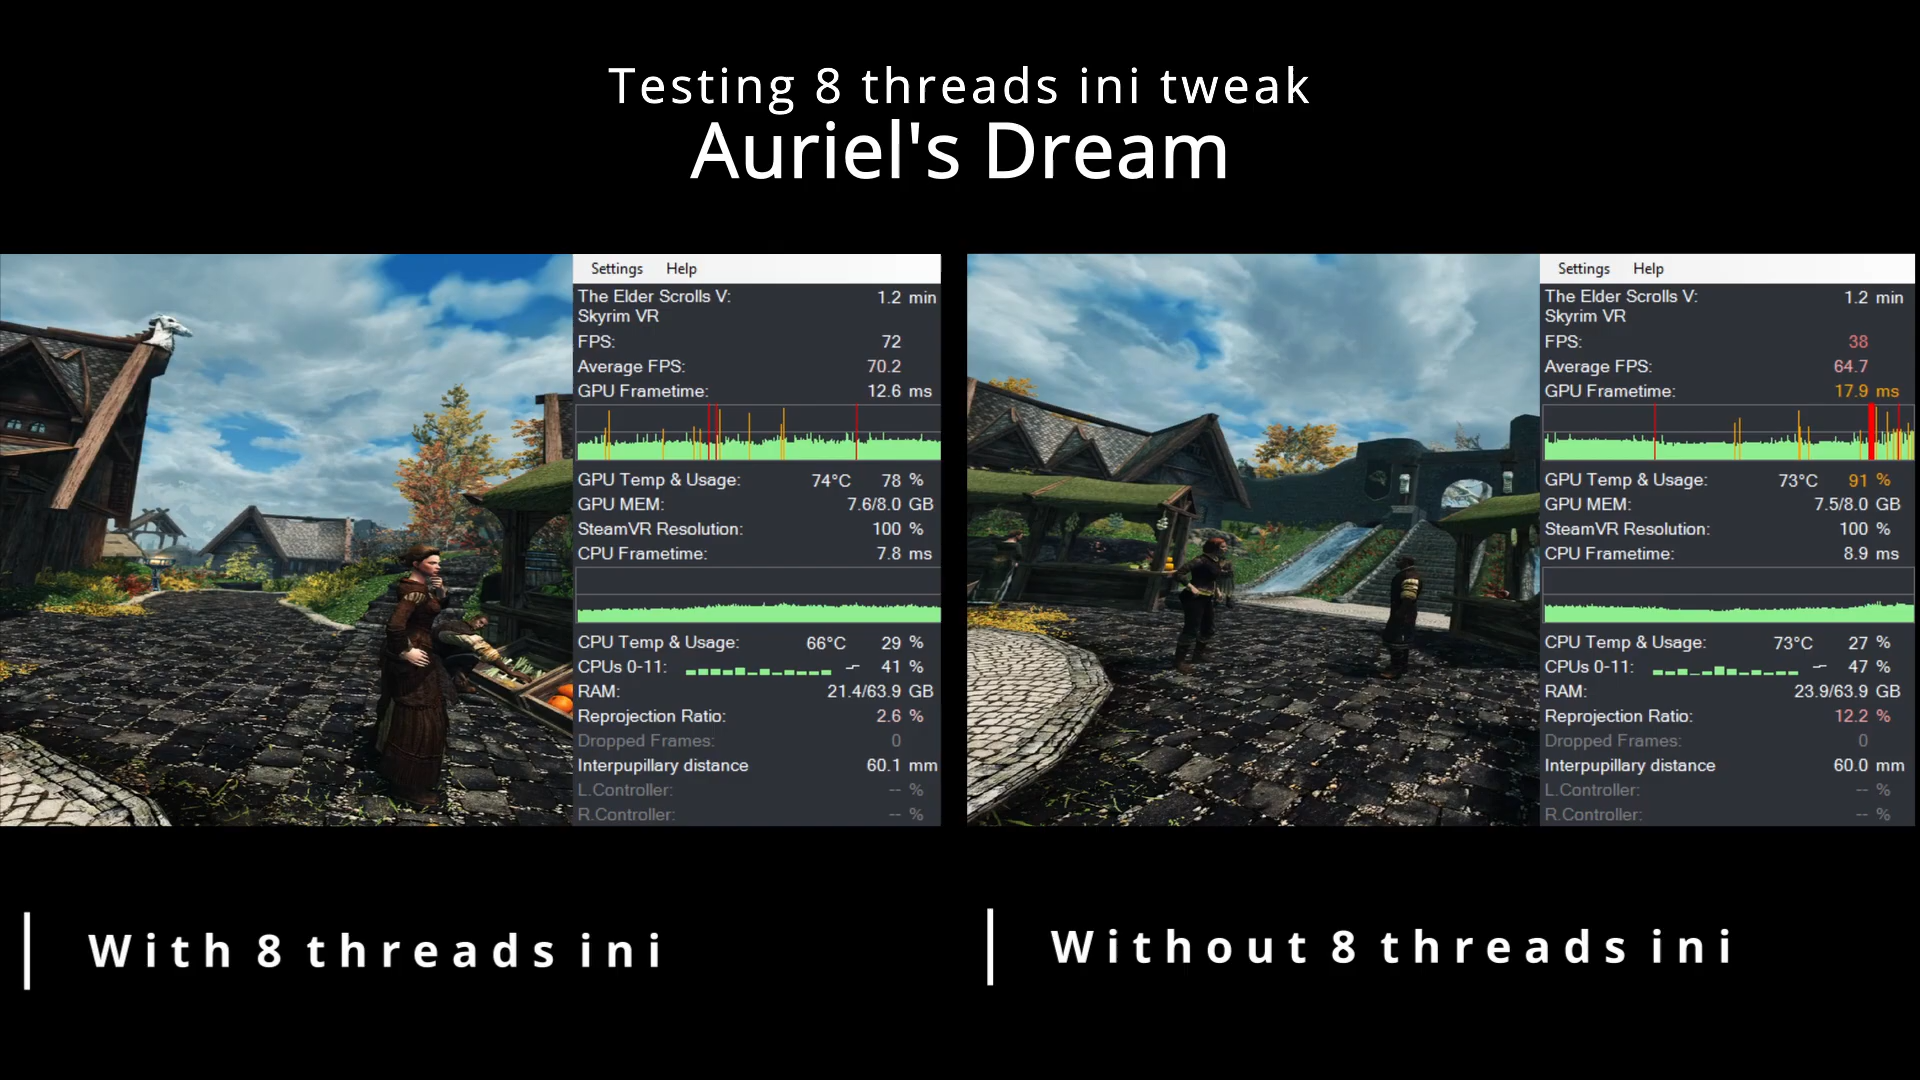 Testing 8 threads ini tweak
Auriel's Dream
Settings Help
The Elder Scrolls V: 1.2 min
Skyrim VR
FPS: 72
Average FPS: 70.2
GPU Frametime: 12.6 ms
GPU Temp & Usage: 74°C 78 %
GPU MEM: 7.6/8.0 GB
SteamVR Resolution: 100 %
CPU Frametime: 7.8 ms
CPU Temp & Usage: 66°C 29 %
CPUs 0-11: 41 %
RAM: 21.4/63.9 GB
Reprojection Ratio: 2.6 %
Dropped Frames: 0
Interpupillary distance 60.1 mm
L.Controller: -- %
R.Controller: -- %
Settings Help
The Elder Scrolls V: 1.2 min
Skyrim VR
FPS: 38
Average FPS: 64.7
GPU Frametime: 17.9 ms
GPU Temp & Usage: 73°C 91 %
GPU MEM: 7.5/8.0 GB
SteamVR Resolution: 100 %
CPU Frametime: 8.9 ms
CPU Temp & Usage: 73°C 27 %
CPUs 0-11: 47 %
RAM: 23.9/63.9 GB
Reprojection Ratio: 12.2 %
Dropped Frames: 0
Interpupillary distance 60.0 mm
L.Controller: -- %
R.Controller: -- %
With 8 threads ini
Without 8 threads ini